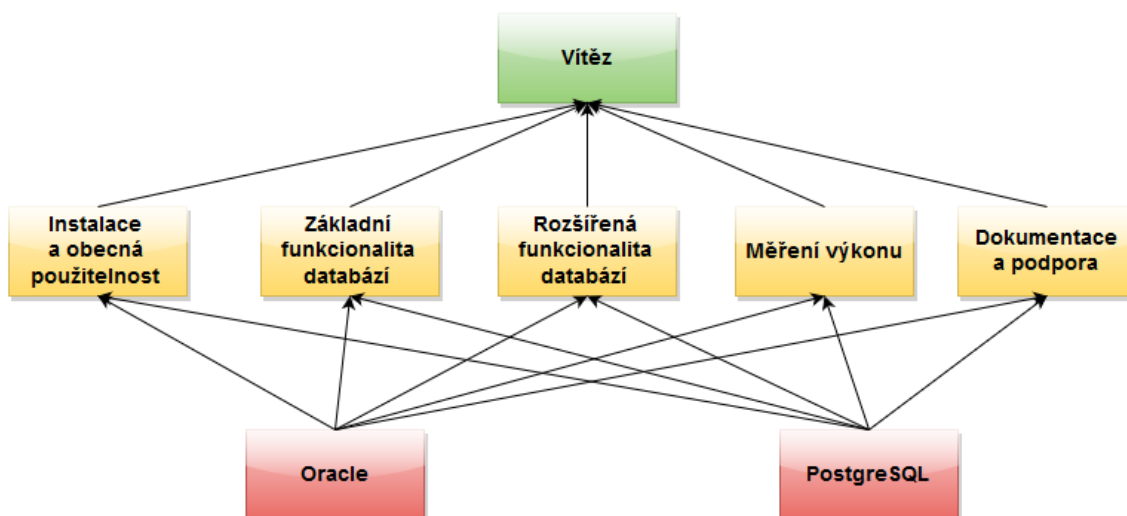 Vítěz
Instalace
a obecná
použitelnost
Základní
funkcionalita
databází
Rozšířená
funkcionalita
databází
Měření výkonu
Dokumentace
a podpora
Oracle
PostgreSQL